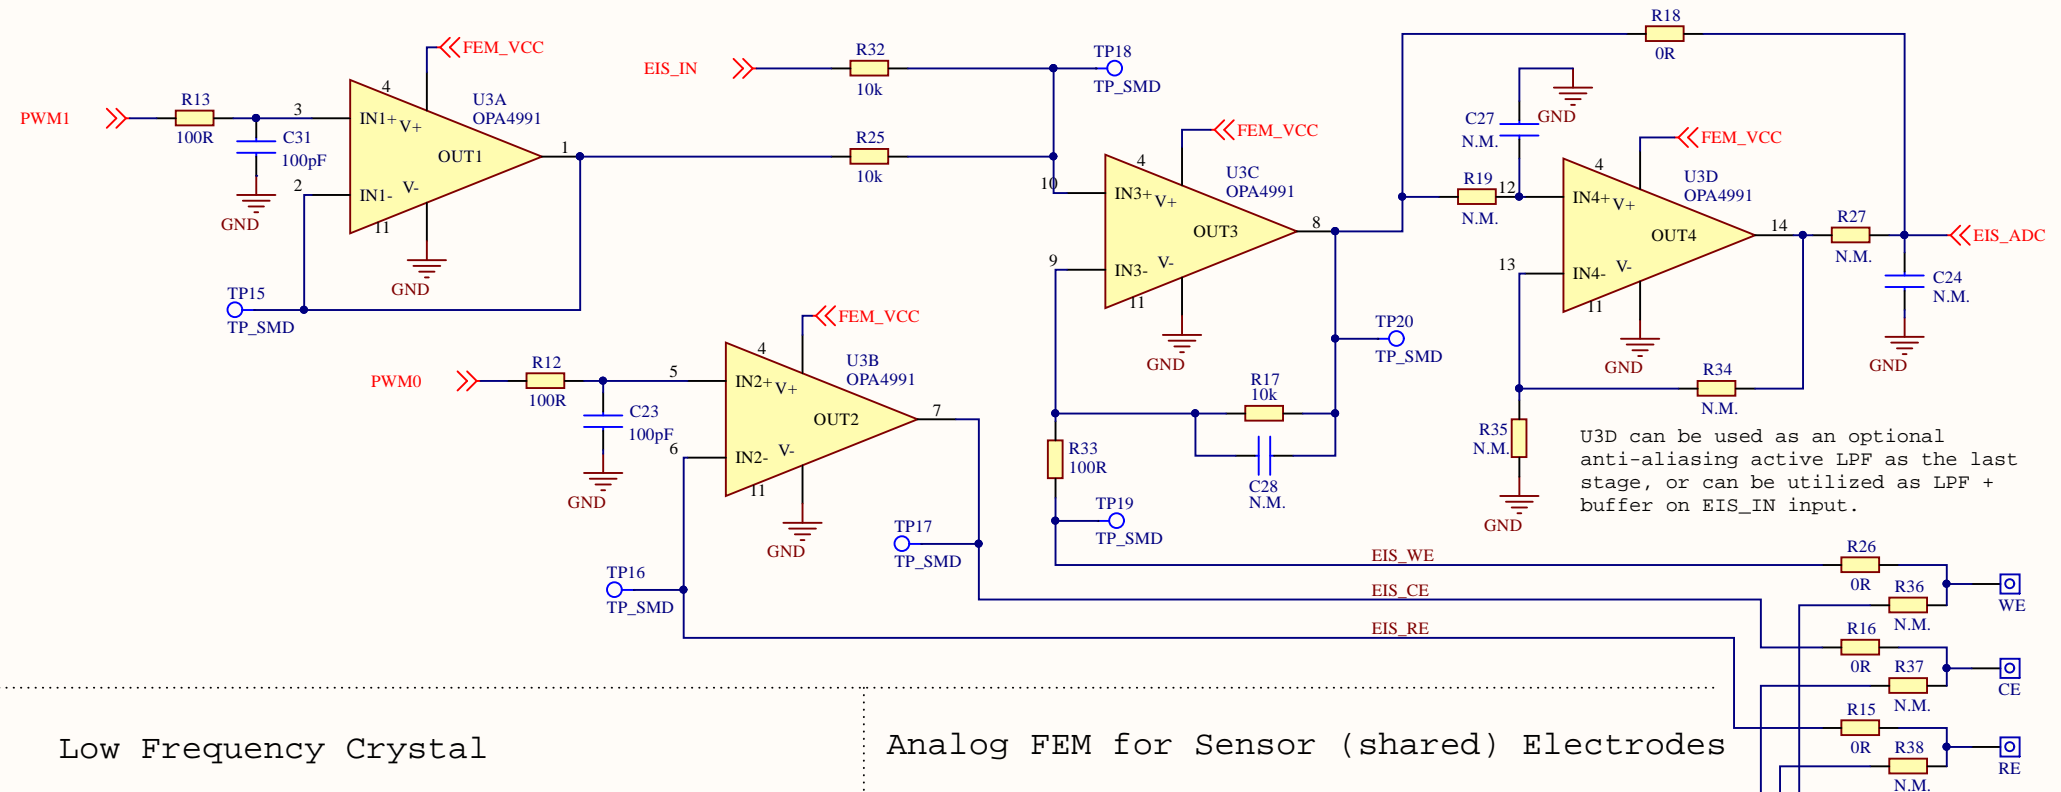 R18
0R
FEM_VCC
EIS_IN
R32
10k
TP18
TP_SMD
PWM1
R13
100R
C31
100pF
GND
3
2
4
IN1+
V+
U3A
OPA4991
OUT1
1
IN1-
V-
11
GND
R25
10k
TP15
TP_SMD
10
9
4
IN3+
V+
FEM_VCC
U3C
OPA4991
OUT3
8
IN3-
V-
11
GND
C27
N.M.
GND
R19
N.M.
12
13
4
IN4+
V+
FEM_VCC
U3D
OPA4991
OUT4
14
IN4-
V-
11
GND
R27
N.M.
EIS_ADC
C24
N.M.
GND
R34
N.M.
R35
N.M.
GND
U3D can be used as an optional
anti-aliasing active LPF as the last
stage, or can be utilized as LPF +
buffer on EIS_IN input.
TP20
TP_SMD
R17
10k
C28
N.M.
R33
100R
TP19
TP_SMD
PWM0
R12
100R
C23
100pF
GND
5
6
4
IN2+
V+
FEM_VCC
U3B
OPA4991
OUT2
7
IN2-
V-
11
GND
TP17
TP_SMD
TP16
TP_SMD
EIS_WE
EIS_CE
EIS_RE
R26
0R
R36
N.M.
WE
R16
0R
R37
N.M.
CE
R15
0R
R38
N.M.
RE
Low Frequency Crystal
Analog FEM for Sensor (shared) Electrodes